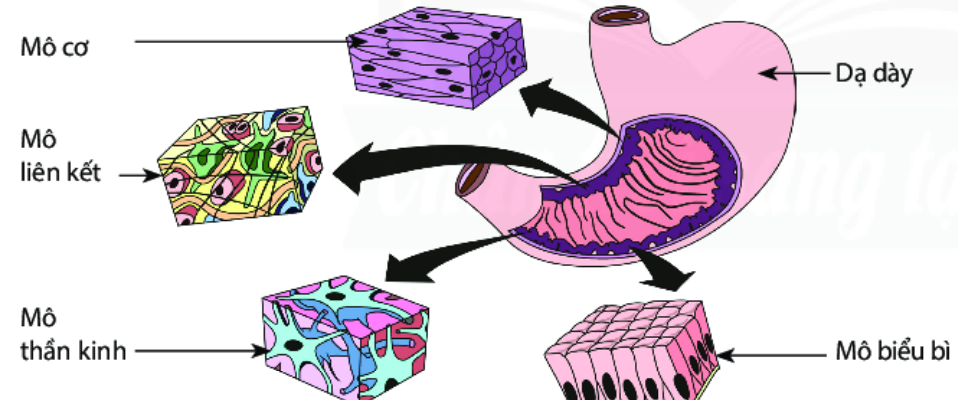 Mô cơ
Dạ dày
Mô
liên kết
Mô
thần kinh
Mô biểu bì